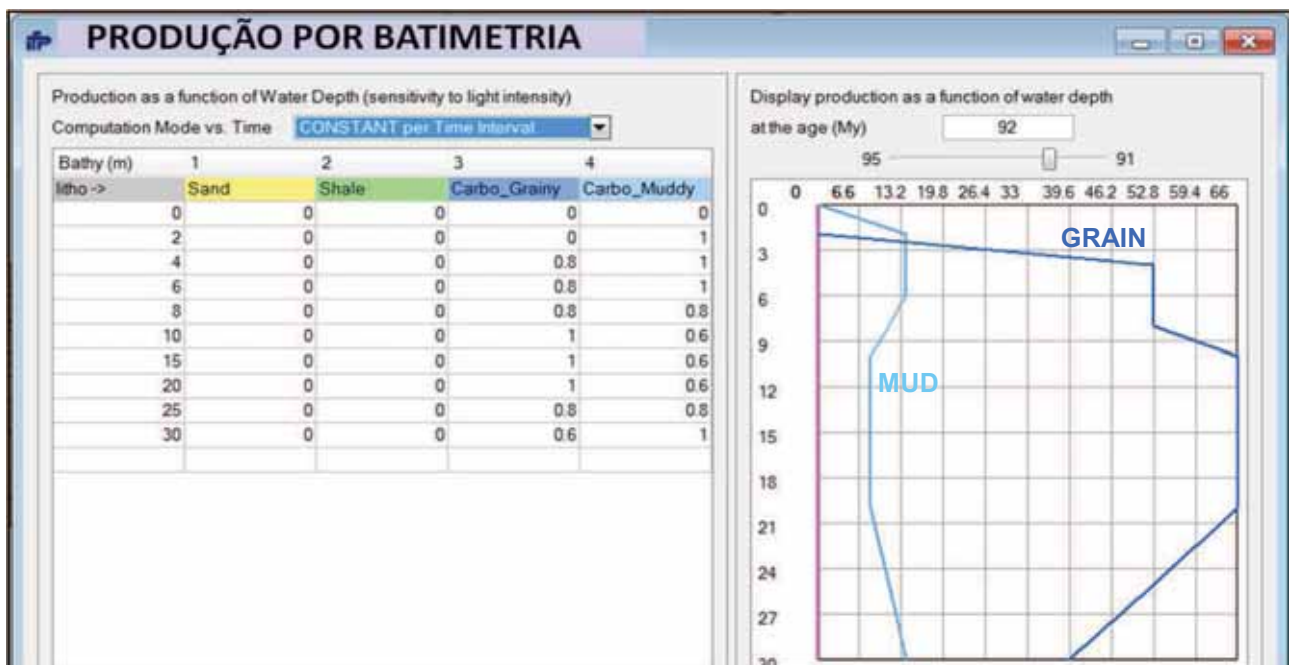 PRODUÇÃO POR BATIMETRIA
Production as a function of Water Depth (sensitivity to light intensity)
Computation Mode vs. Time CONSTANT per Time Interval
Bathy (m) 1 2 3 4
litho -> Sand Shale Carbo_Grainy Carbo_Muddy
0 0 0 0 0
2 0 0 0 1
4 0 0 0.8 1
6 0 0 0.8 1
8 0 0 0.8 0.8
10 0 0 1 0.6
15 0 0 1 0.6
20 0 0 1 0.6
25 0 0 0.8 0.8
30 0 0 0.6 1
Display production as a function of water depth
at the age (My) 92
95 91
0 6.6 13.2 19.8 26.4 33 39.6 46.2 52.8 59.4 66
0
GRAIN
3
6
9
MUD
12
15
18
21
24
27
30